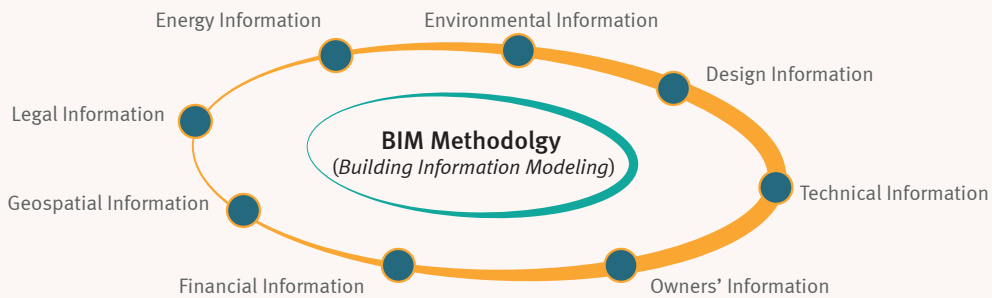 Energy Information
Environmental Information
Design Information
Legal Information
BIM Methodolgy
(Building Information Modeling)
Technical Information
Geospatial Information
Financial Information
Owners’ Information